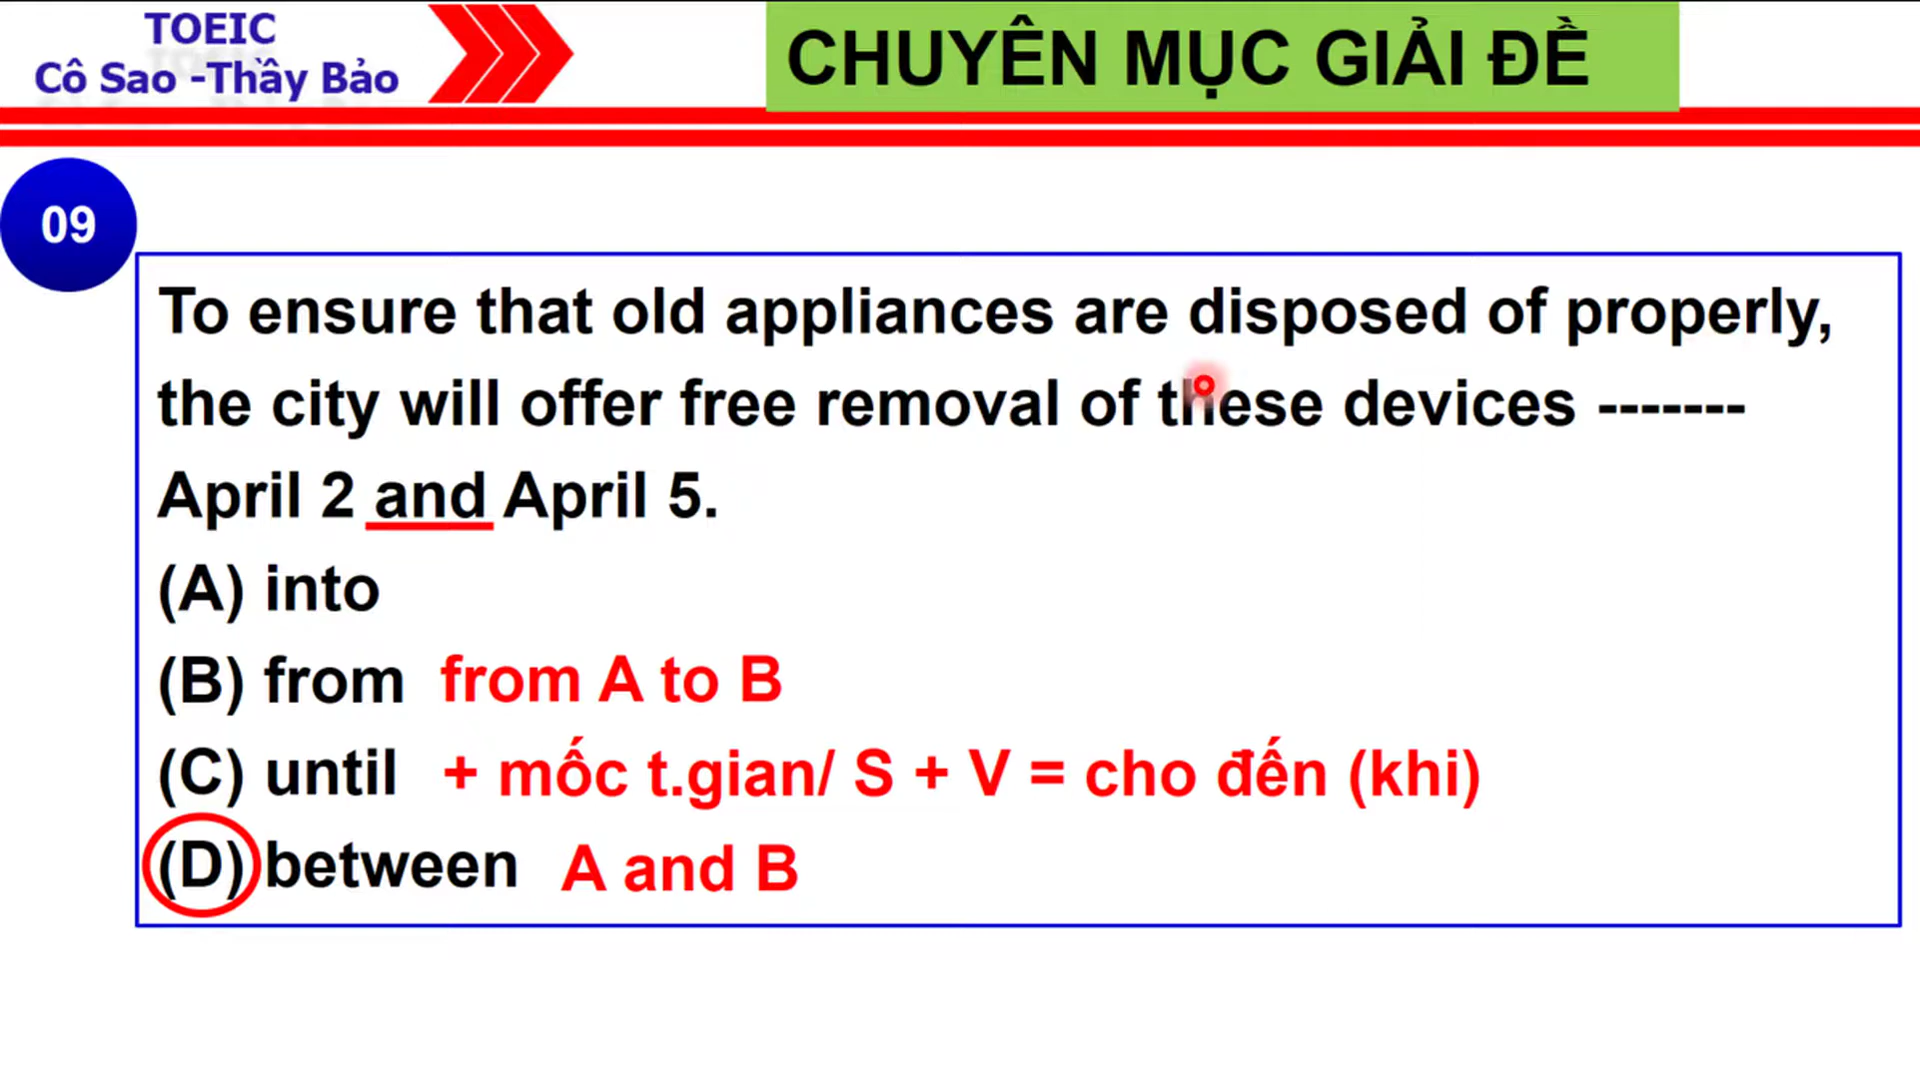 TOEIC
Cô Sao -Thầy Bảo
CHUYÊN MỤC GIẢI ĐỀ
09
To ensure that old appliances are disposed of properly,
the city will offer free removal of these devices -------
April 2 and April 5.
(A) into
(B) from from A to B
(C) until + mốc t.gian/ S + V = cho đến (khi)
(D) between A and B